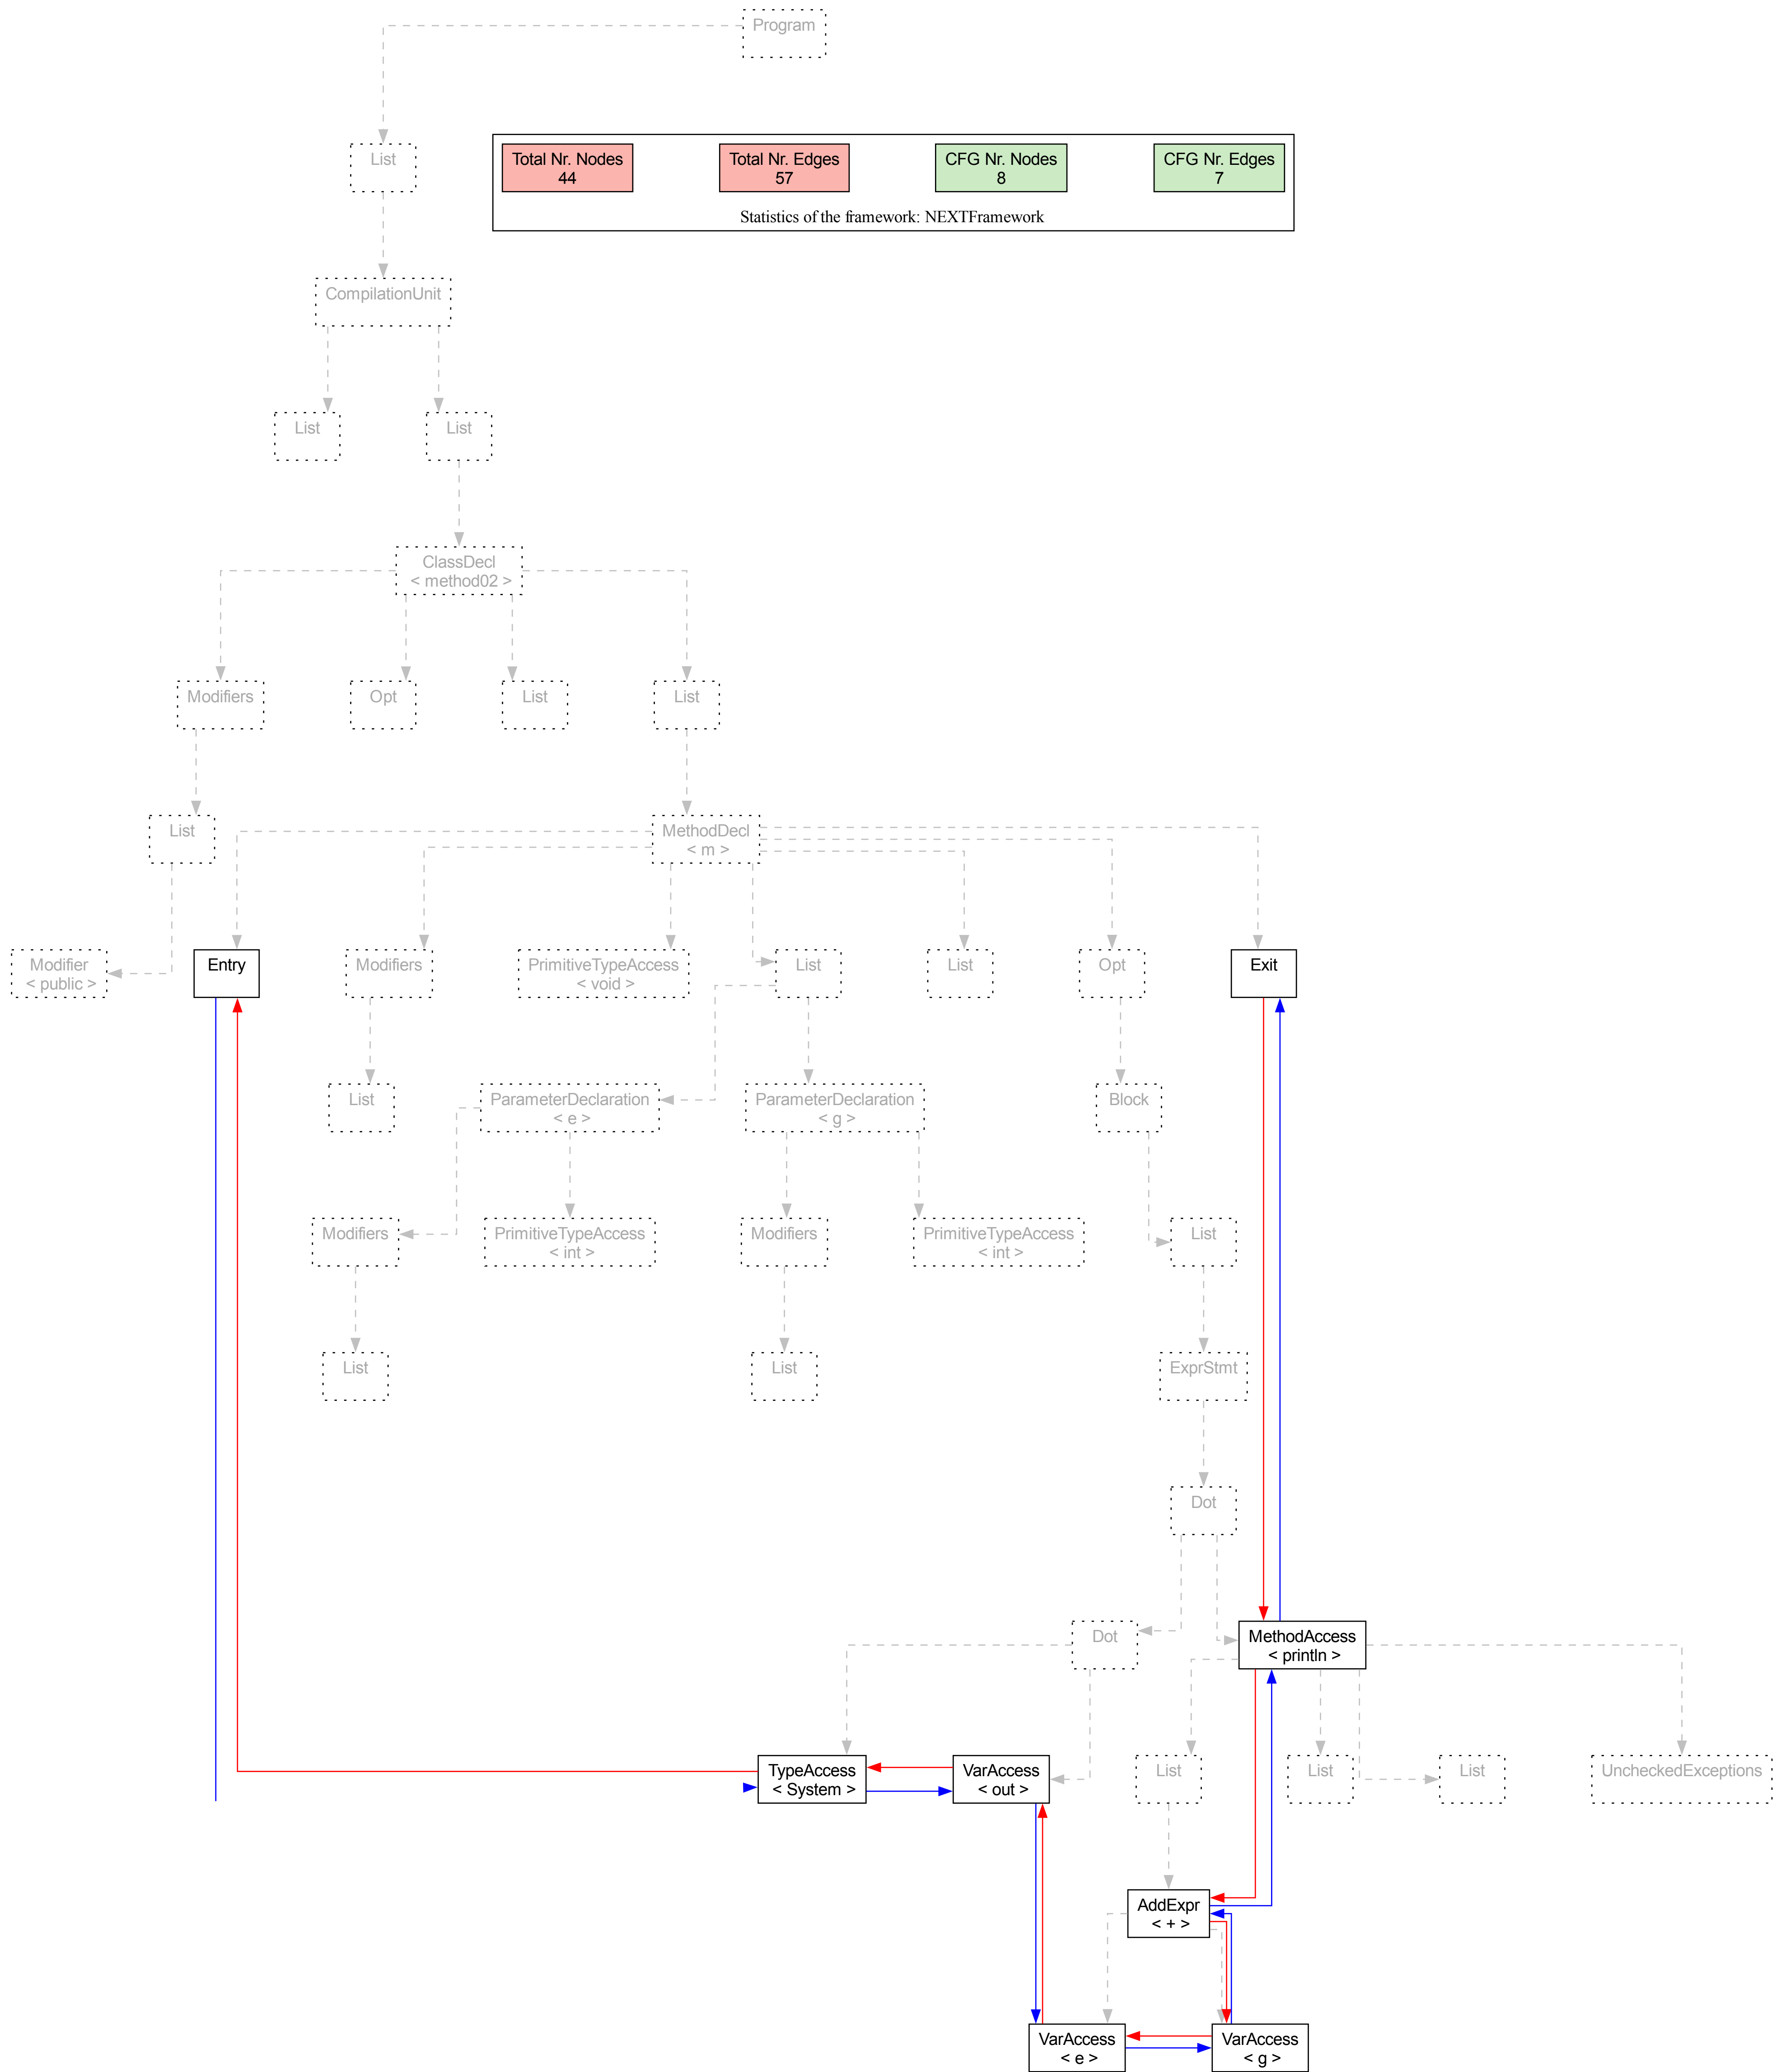 Program
List
Total Nr. Nodes
44
Total Nr. Edges
57
CFG Nr. Nodes
8
CFG Nr. Edges
7
Statistics of the framework: NEXTFramework
CompilationUnit
List
List
ClassDecl
< method02 >
Modifiers
Opt
List
List
List
MethodDecl
< m >
Modifier
< public >
Entry
Modifiers
PrimitiveTypeAccess
< void >
List
List
Opt
Exit
List
ParameterDeclaration
< e >
ParameterDeclaration
< g >
Block
Modifiers
PrimitiveTypeAccess
< int >
Modifiers
PrimitiveTypeAccess
< int >
List
List
List
ExprStmt
Dot
Dot
MethodAccess
< println >
TypeAccess
< System >
VarAccess
< out >
List
List
List
UncheckedExceptions
AddExpr
< + >
VarAccess
< e >
VarAccess
< g >